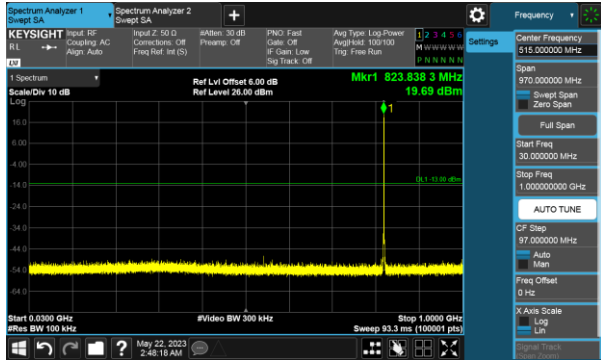 Spectrum Analyzer 1
Swept SA
Spectrum Analyzer 2
Swept SA
+
Frequency
KEYSIGHT
RL
LW
Input: RF
Coupling: AC
Align: Auto
Input Z: 50 Ω
Corrections: Off
Freq Ref: Int (S)
#Atten: 30 dB
Preamp: Off
PNO: Fast
Gate: Off
IF Gain: Low
Sig Track: Off
Avg Type: Log-Power
Avg|Hold: 100/100
Trig: Free Run
1 2 3 4 5 6
M W W W W W
P N N N N N
1 Spectrum
Scale/Div 10 dB
Log
Ref Lvl Offset 6.00 dB
Ref Level 26.00 dBm
Mkr1 823.838 3 MHz
19.69 dBm
1
16.0
6.00
-4.00
-14.0
-24.0
-34.0
-44.0
-54.0
-64.0
DL1 -13.00 dBm
Start 0.0300 GHz
#Res BW 100 kHz
#Video BW 300 kHz
Stop 1.0000 GHz
Sweep 93.3 ms (100001 pts)
?
May 22, 2023
2:48:18 AM
Settings
Center Frequency
515.000000 MHz
Span
970.000000 MHz
Swept Span
Zero Span
Full Span
Start Freq
30.000000 MHz
Stop Freq
1.000000000 GHz
AUTO TUNE
CF Step
97.000000 MHz
Auto
Man
Freq Offset
0 Hz
X Axis Scale
Log
Lin
Signal Track
(Span Zoom)